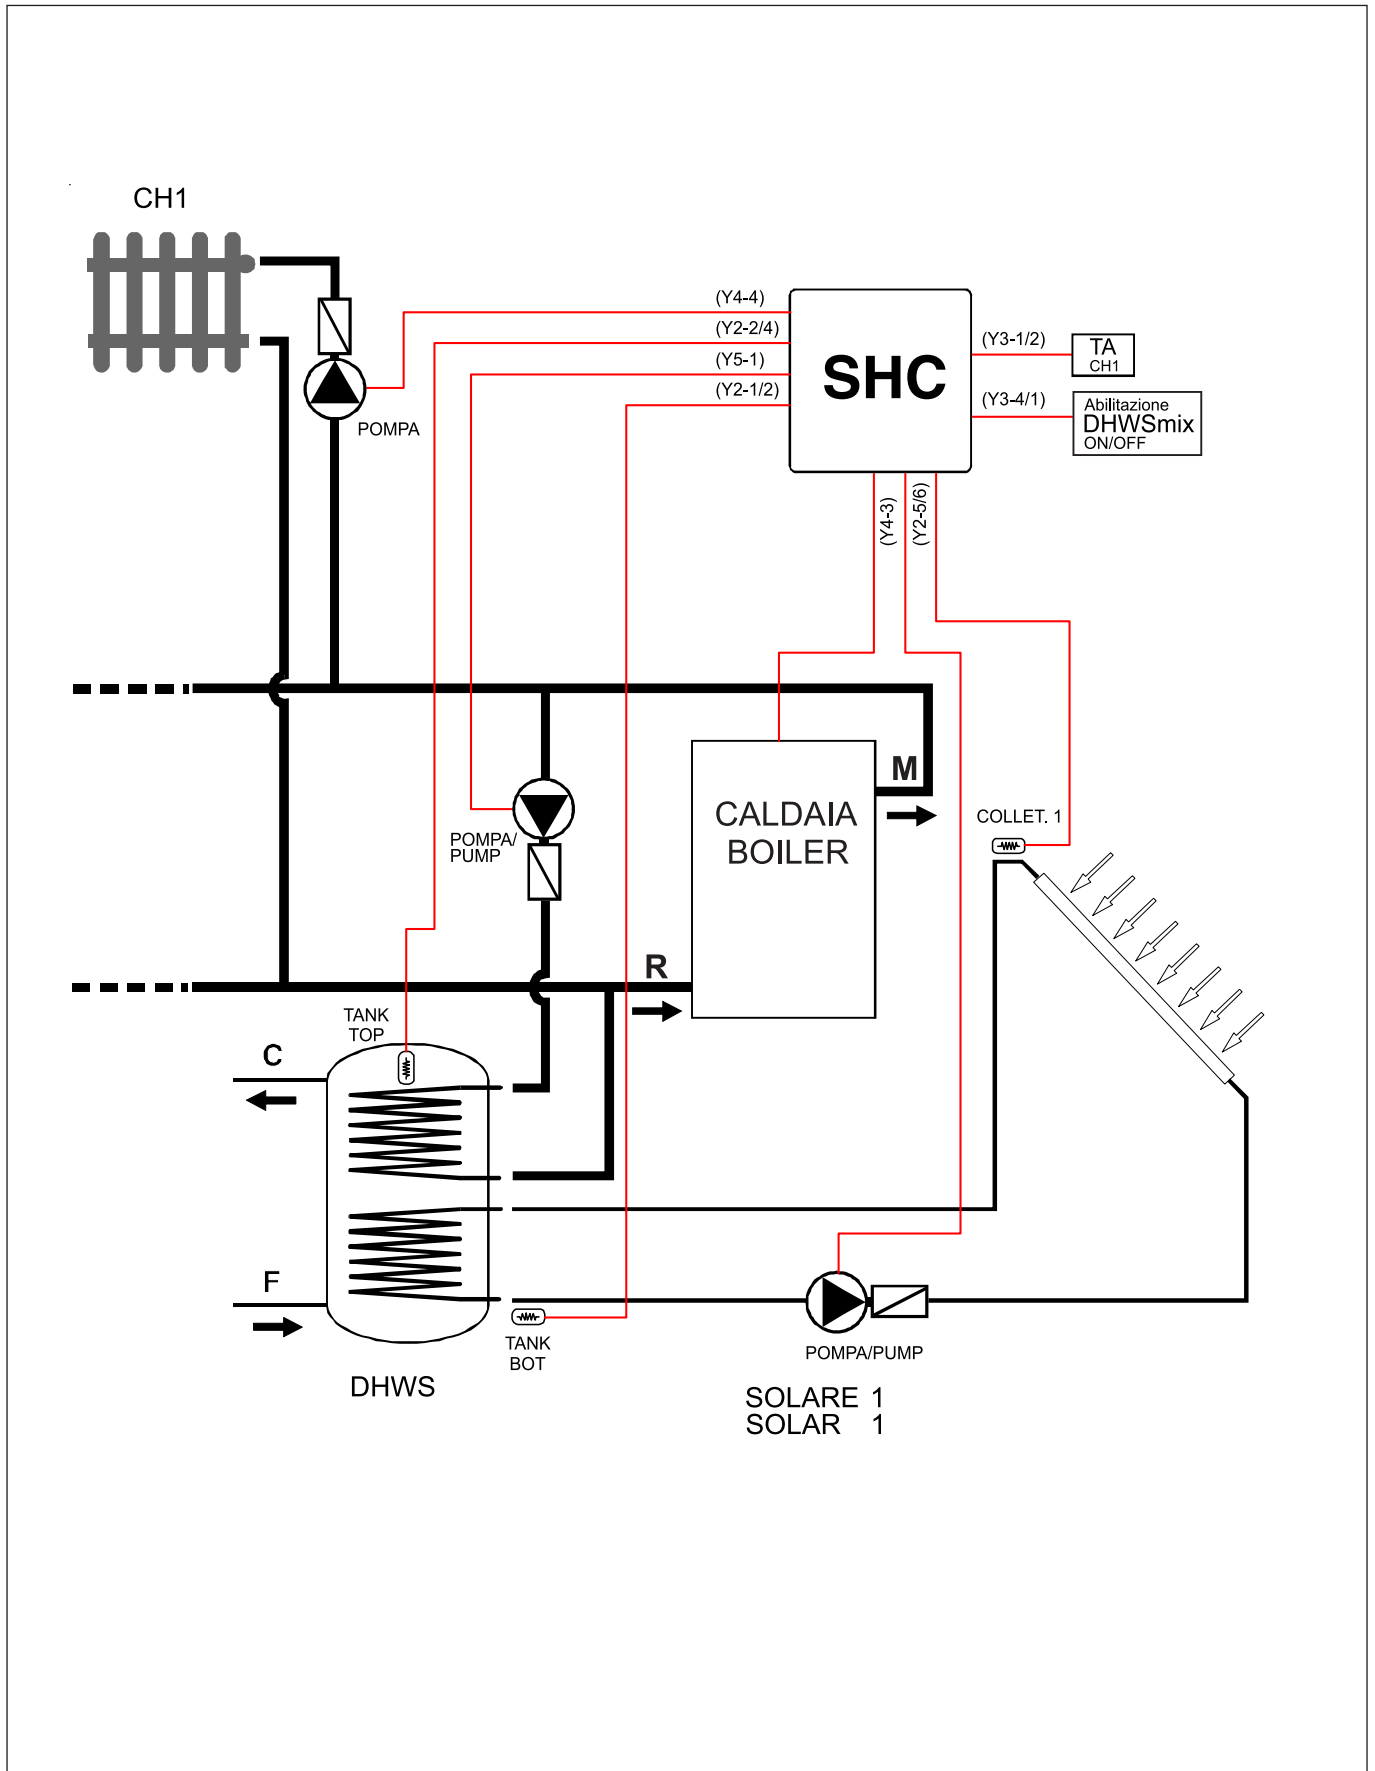 CH1
(Y4-4)
(Y2-2/4)
(Y5-1)
(Y2-1/2)
SHC
(Y3-1/2)
TA
CH1
(Y3-4/1)
Abilitazione
DHWSmix
ON/OFF
POMPA
(Y4-3)
(Y2-5/6)
M
CALDAIA
BOILER
COLLET. 1
POMPA/
PUMP
R
TANK
TOP
C
F
TANK
BOT
POMPA/PUMP
DHWS
SOLARE 1
SOLAR 1